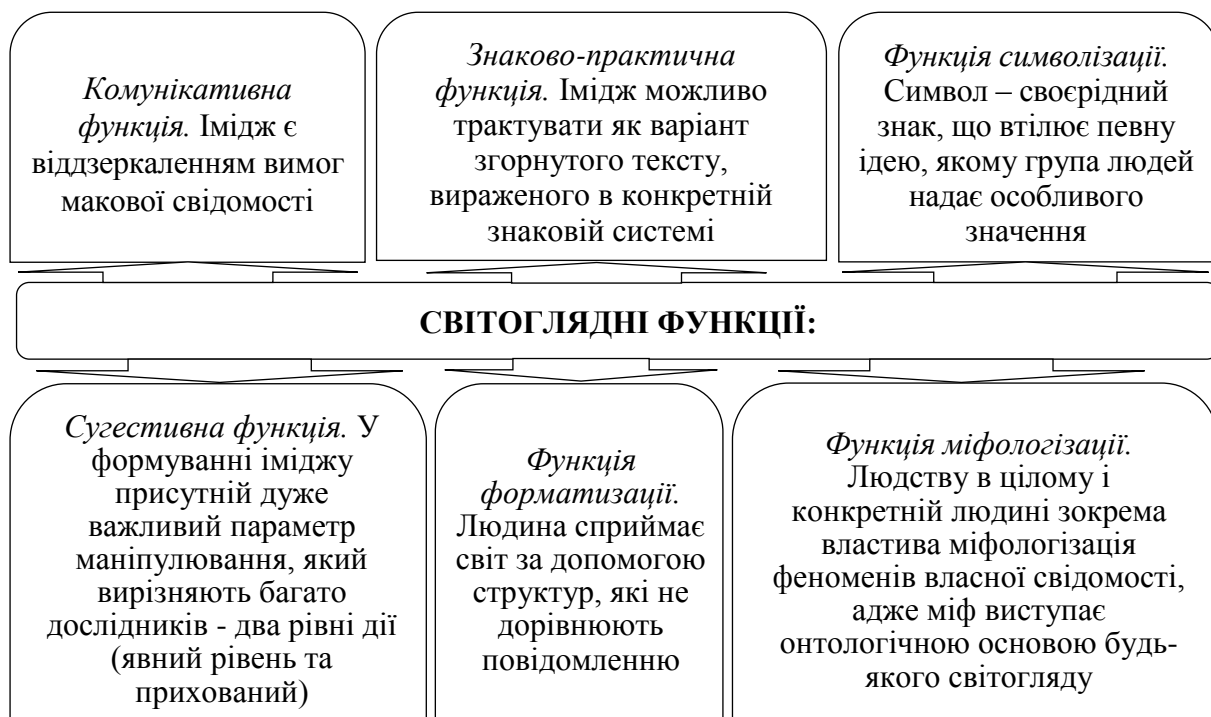 Комунікативна
функція. Імідж є
віддзеркаленням вимог
макової свідомості
Знаково-практична
функція. Імідж можливо
трактувати як варіант
згорнутого тексту,
вираженого в конкретній
знаковій системі
Функція символізації.
Символ – своєрідний
знак, що втілює певну
ідею, якому група людей
надає особливого
значення
СВІТОГЛЯДНІ ФУНКЦІЇ:
Сугестивна функція. У
формуванні іміджу
присутній дуже
важливий параметр
маніпулювання, який
вирізняють багато
дослідників - два рівні дії
(явний рівень та
прихований)
Функція
форматизації.
Людина сприймає
світ за допомогою
структур, які не
дорівнюють
повідомленню
Функція міфологізації.
Людству в цілому і
конкретній людині зокрема
властива міфологізація
феноменів власної свідомості,
адже міф виступає
онтологічною основою будь-
якого світогляду